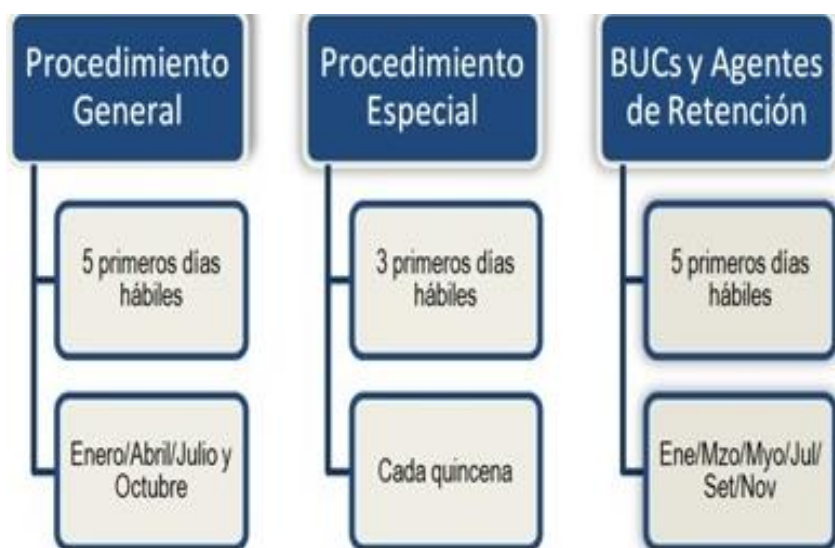 Procedimiento
General
5 primeros días
hábiles
Enero/Abril/Julio y
Octubre
Procedimiento
Especial
3 primeros días
hábiles
Cada quincena
BUCs y Agentes
de Retención
5 primeros días
hábiles
Ene/Mzo/Myo/Jul/
Set/Nov